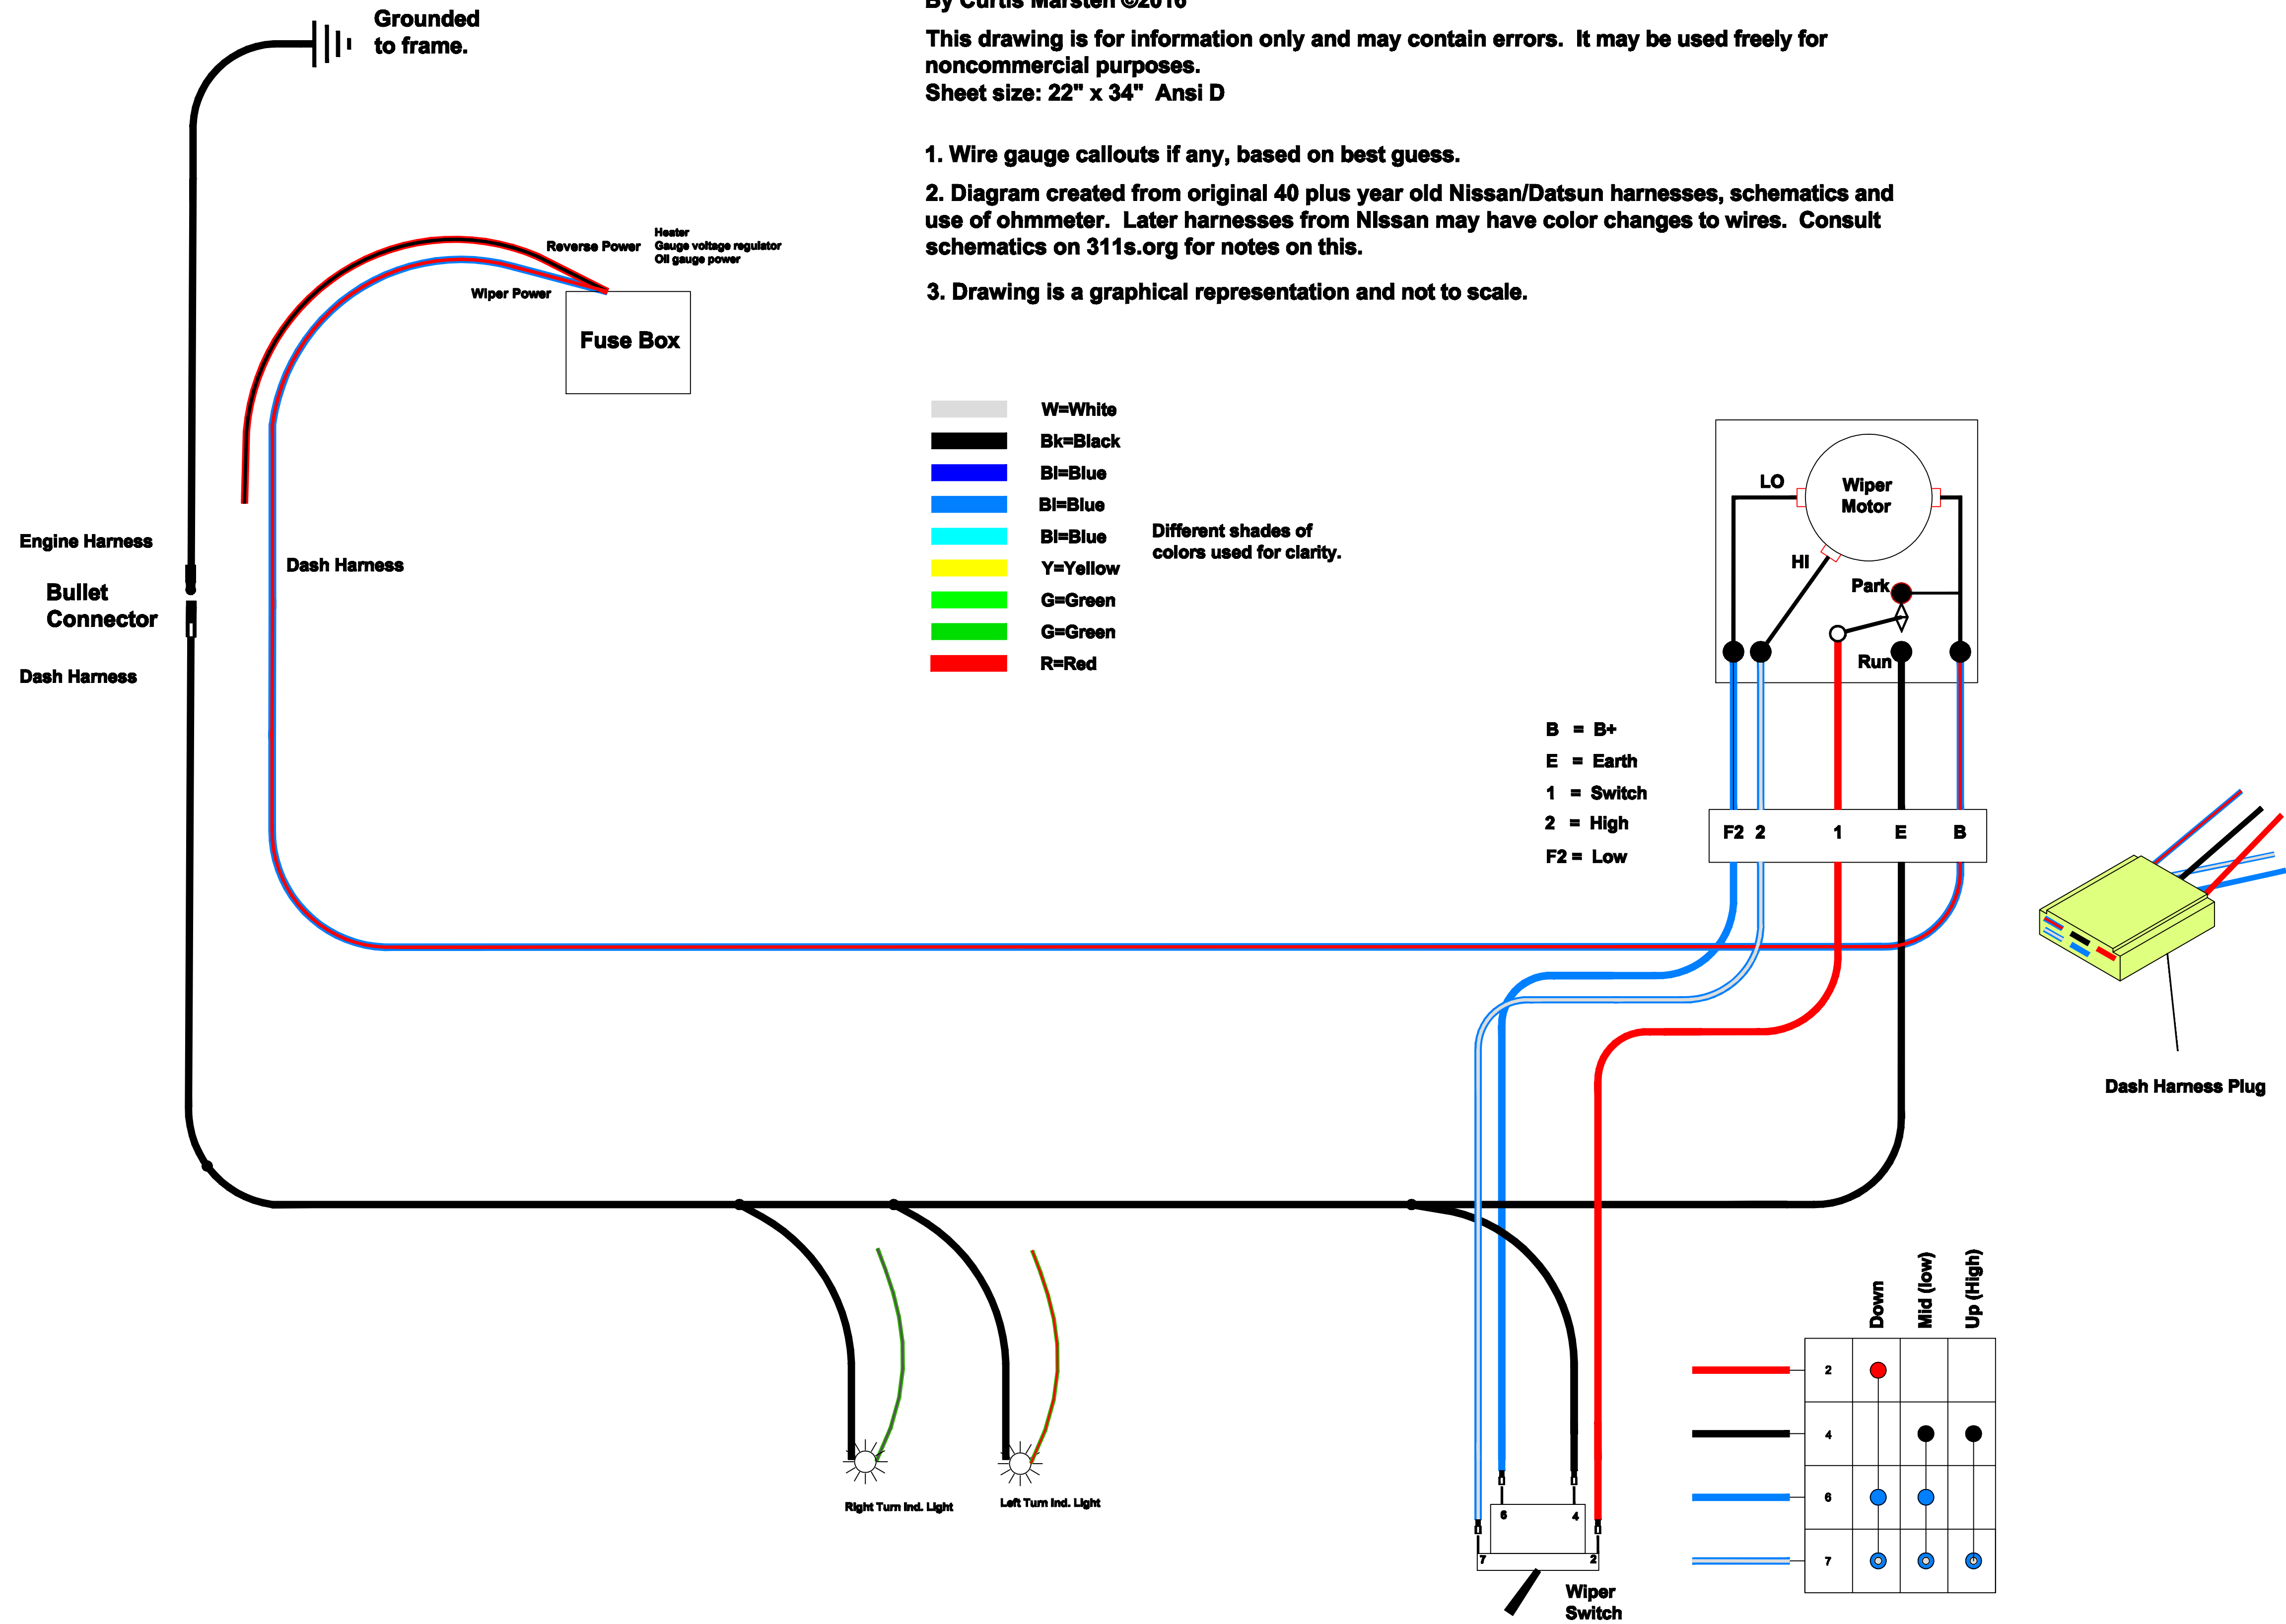 Grounded
to frame.
By Curtis Marsten ©2016
This drawing is for information only and may contain errors. It may be used freely for
noncommercial purposes.
Sheet size: 22" x 34" Ansi D
1. Wire gauge callouts if any, based on best guess.
2. Diagram created from original 40 plus year old Nissan/Datsun harnesses, schematics and
use of ohmmeter. Later harnesses from NIssan may have color changes to wires. Consult
schematics on 311s.org for notes on this.
3. Drawing is a graphical representation and not to scale.
Reverse Power
Heater
Gauge voltage regulator
Oil gauge power
Wiper Power
Fuse Box
Engine Harness
Bullet
Connector
Dash Harness
Dash Harness
W=White
Bk=Black
Bl=Blue
Bl=Blue
Bl=Blue
Y=Yellow
G=Green
G=Green
R=Red
Different shades of
colors used for clarity.
LO
Wiper
Motor
HI
Park
Run
B = B+
E = Earth
1 = Switch
2 = High
F2 = Low
F2 2 1 E B
Dash Harness Plug
Right Turn Ind. Light
Left Turn Ind. Light
6 4
7 2
Wiper
Switch
Down
Mid (low)
Up (High)
2
4
6
7